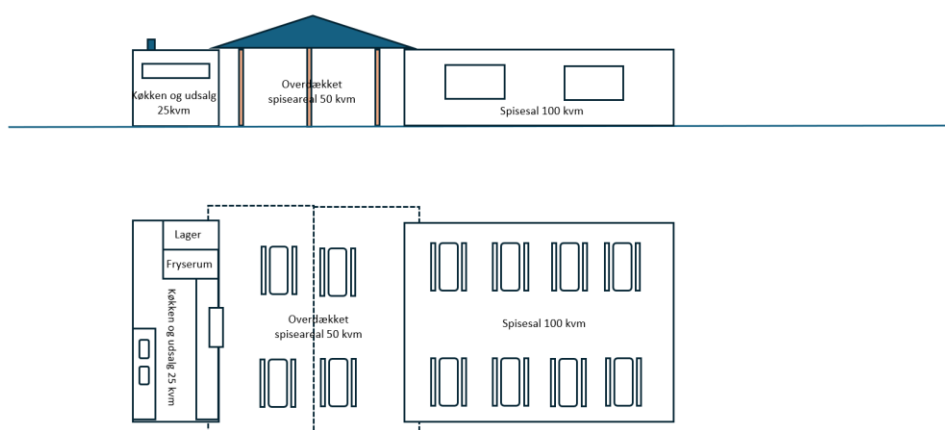 Køkken og udsalg
25kvm
Overdækket
spiseareal 50 kvm
Spisesal 100 kvm
Lager
Fryserum
Køkken og udsalg 25 kvm
Overdækket
spiseareal 50 kvm
Spisesal 100 kvm